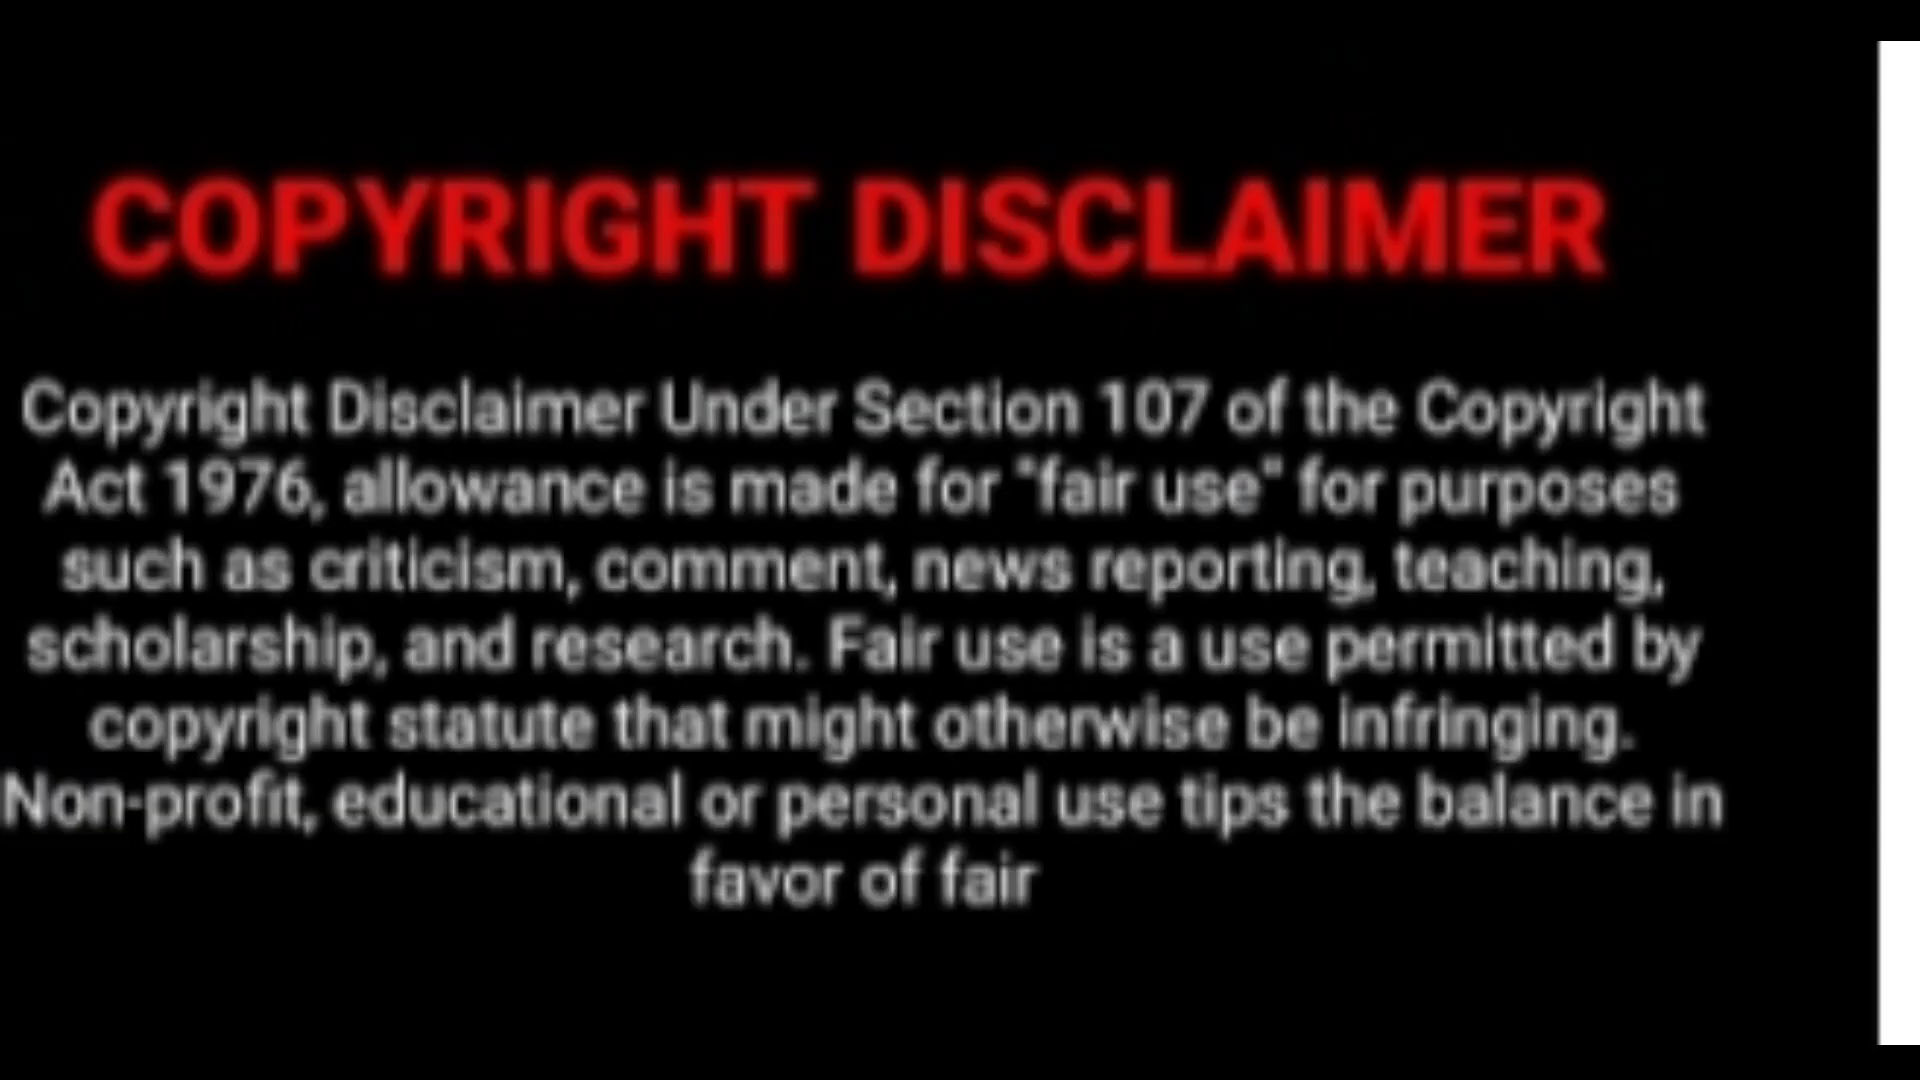 COPYRIGHT DISCLAIMER
Copyright Disclaimer Under Section 107 of the Copyright
Act 1976, allowance is made for "fair use" for purposes
such as criticism, comment, news reporting, teaching,
scholarship, and research. Fair use is a use permitted by
copyright statute that might otherwise be infringing.
Non-profit, educational or personal use tips the balance in
favor of fair